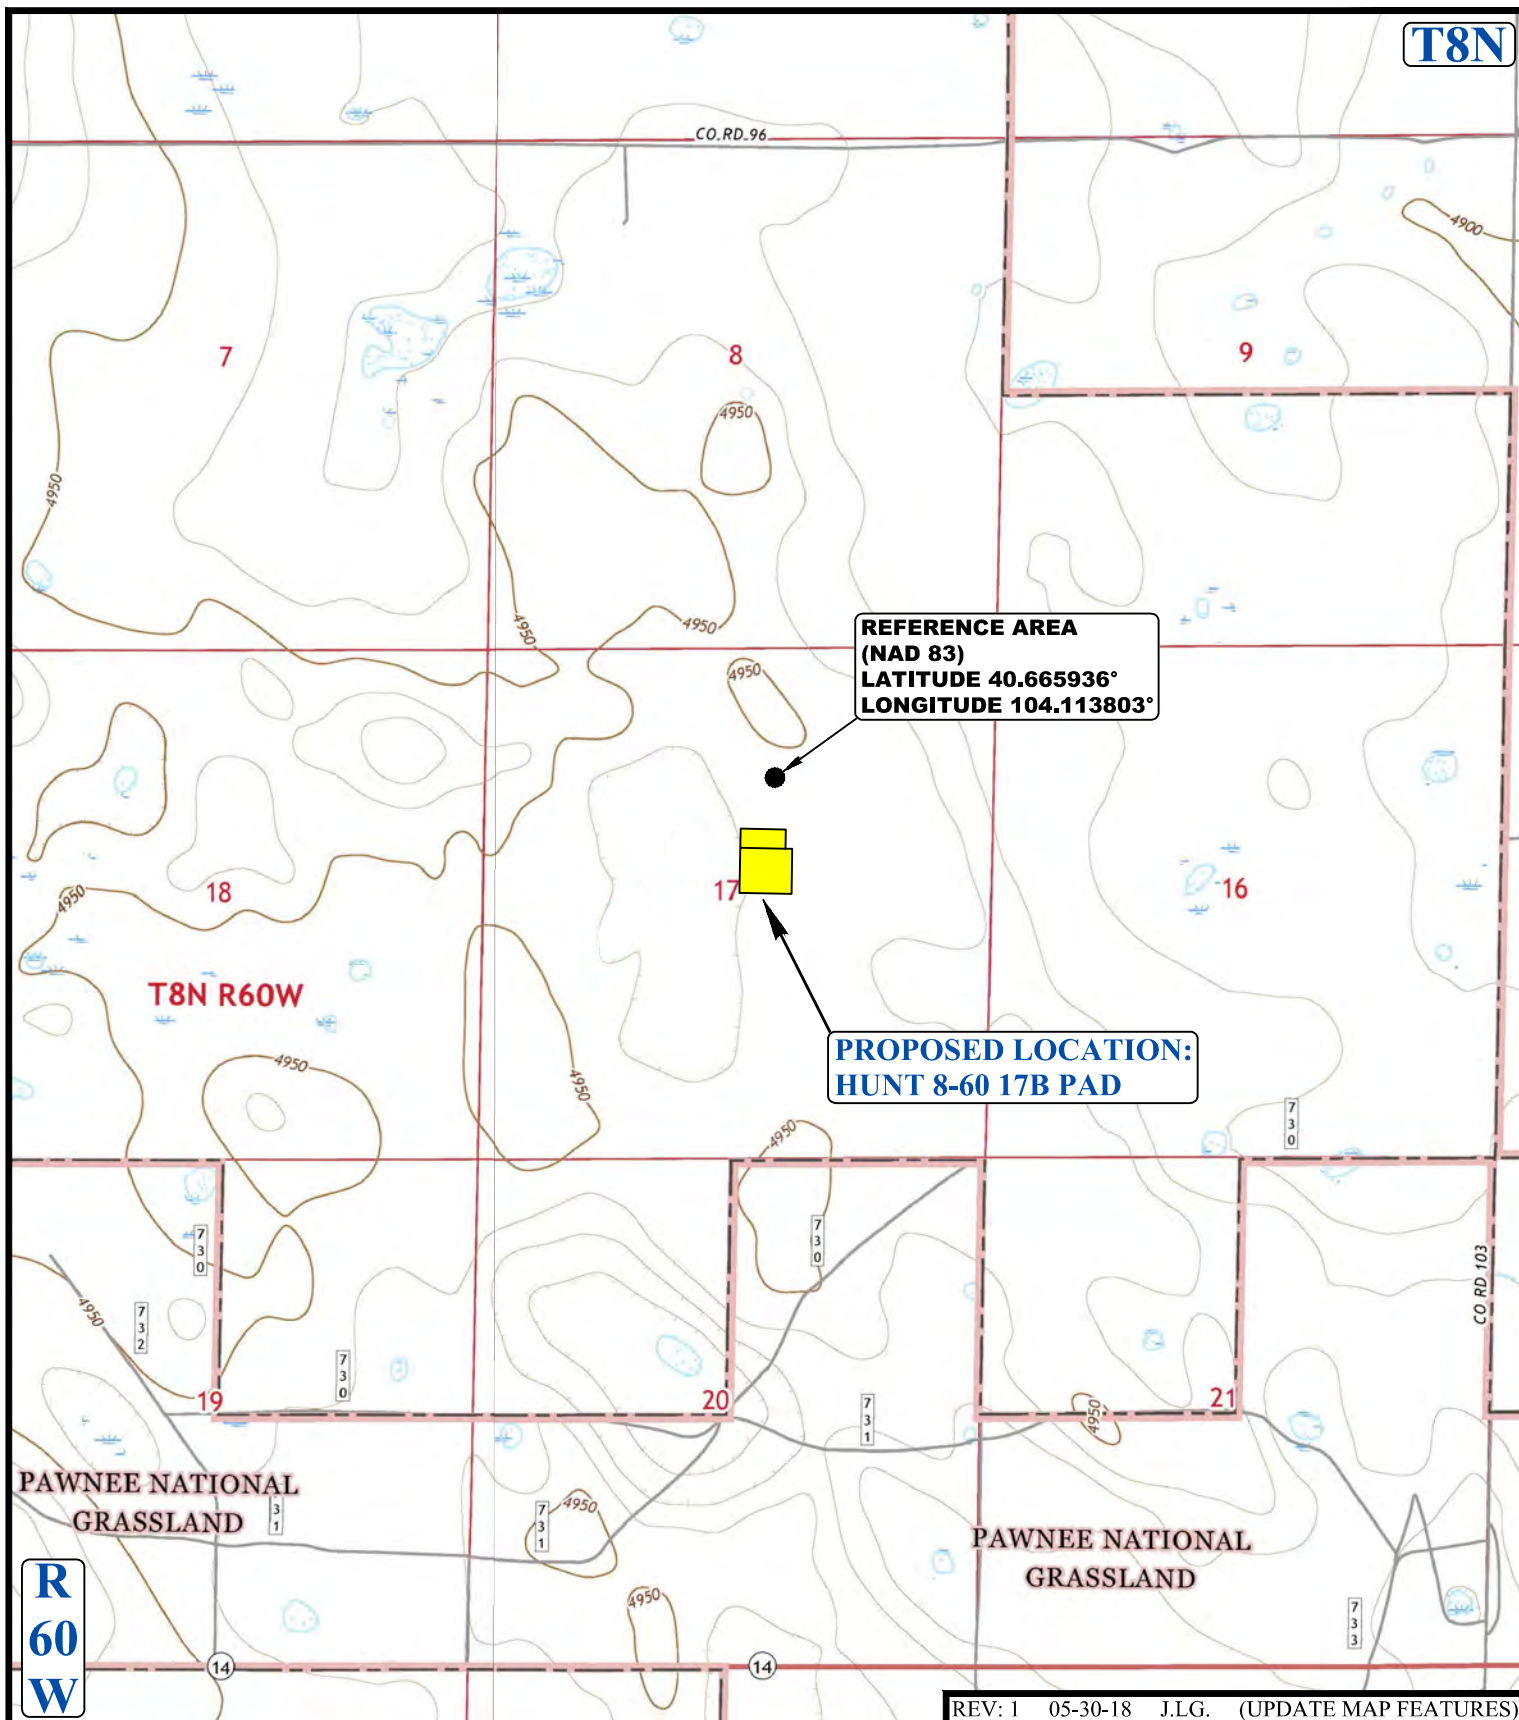 T8N
CO.RD.96
4900
7
8
9
4950
4950
4950
4950
4950
REFERENCE AREA
(NAD 83)
LATITUDE 40.665936°
LONGITUDE 104.113803°
18
17
16
4950
T8N R60W
PROPOSED LOCATION:
HUNT 8-60 17B PAD
4950
4950
4950
730
730
730
CO RD 103
4950
732
730
19
20
21
731
4950
PAWNEE NATIONAL
GRASSLAND
31
731
4950
PAWNEE NATIONAL
GRASSLAND
R
60
W
4950
733
14
14
REV: 1 05-30-18 J.LG. (UPDATE MAP FEATURES)